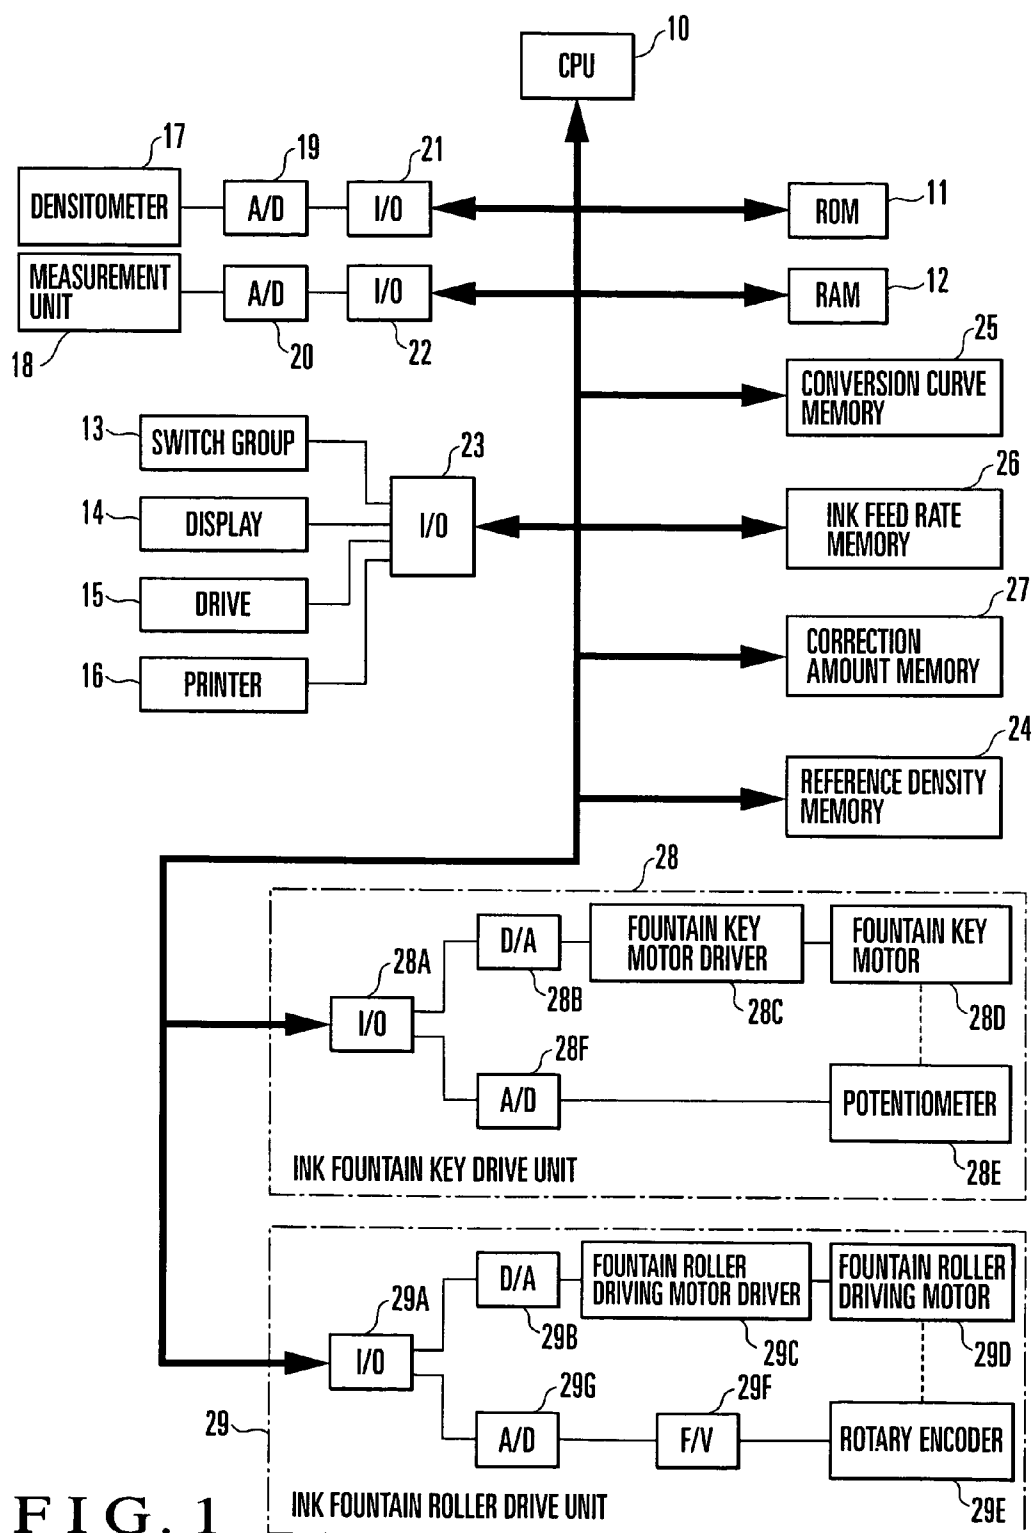 10
CPU
17
19
21
DENSITOMETER
A/D
I/O
ROM
11
MEASUREMENT
UNIT
A/D
I/O
RAM
12
18
20
22
25
CONVERSION CURVE
MEMORY
13
SWITCH GROUP
23
14
DISPLAY
I/O
26
INK FEED RATE
MEMORY
15
DRIVE
27
16
PRINTER
CORRECTION
AMOUNT MEMORY
24
REFERENCE DENSITY
MEMORY
28
28A
I/O
D/A
28B
FOUNTAIN KEY
MOTOR DRIVER
28C
FOUNTAIN KEY
MOTOR
28D
28F
A/D
POTENTIOMETER
28E
INK FOUNTAIN KEY DRIVE UNIT
29A
I/O
D/A
29B
FOUNTAIN ROLLER
DRIVING MOTOR DRIVER
29C
FOUNTAIN ROLLER
DRIVING MOTOR
29D
29G
A/D
29F
F/V
ROTARY ENCODER
29E
29
INK FOUNTAIN ROLLER DRIVE UNIT
FIG. 1